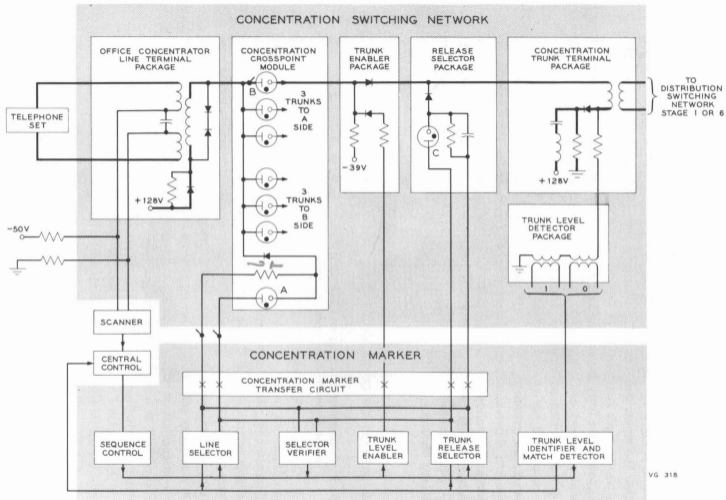 CONCENTRATION SWITCHING NETWORK
OFFICE CONCENTRATOR
LINE TERMINAL
PACKAGE
CONCENTRATION
CROSSPOINT
MODULE
TRUNK
ENABLER
PACKAGE
RELEASE
SELECTOR
PACKAGE
CONCENTRATION
TRUNK TERMINAL
PACKAGE
TELEPHONE
SET
B
3
TRUNKS
TO
A
SIDE
3
TRUNKS
TO
B
SIDE
A
-39V
C
+128V
+128V
TO
DISTRIBUTION
SWITCHING
NETWORK
STAGE 1 OR 6
TRUNK LEVEL
DETECTOR
PACKAGE
1 0
-50V
SCANNER
CENTRAL
CONTROL
CONCENTRATION MARKER
CONCENTRATION MARKER
TRANSFER CIRCUIT
SEQUENCE
CONTROL
LINE
SELECTOR
SELECTOR
VERIFIER
TRUNK
LEVEL
ENABLER
TRUNK
RELEASE
SELECTOR
TRUNK LEVEL
IDENTIFIER AND
MATCH DETECTOR
VG 318